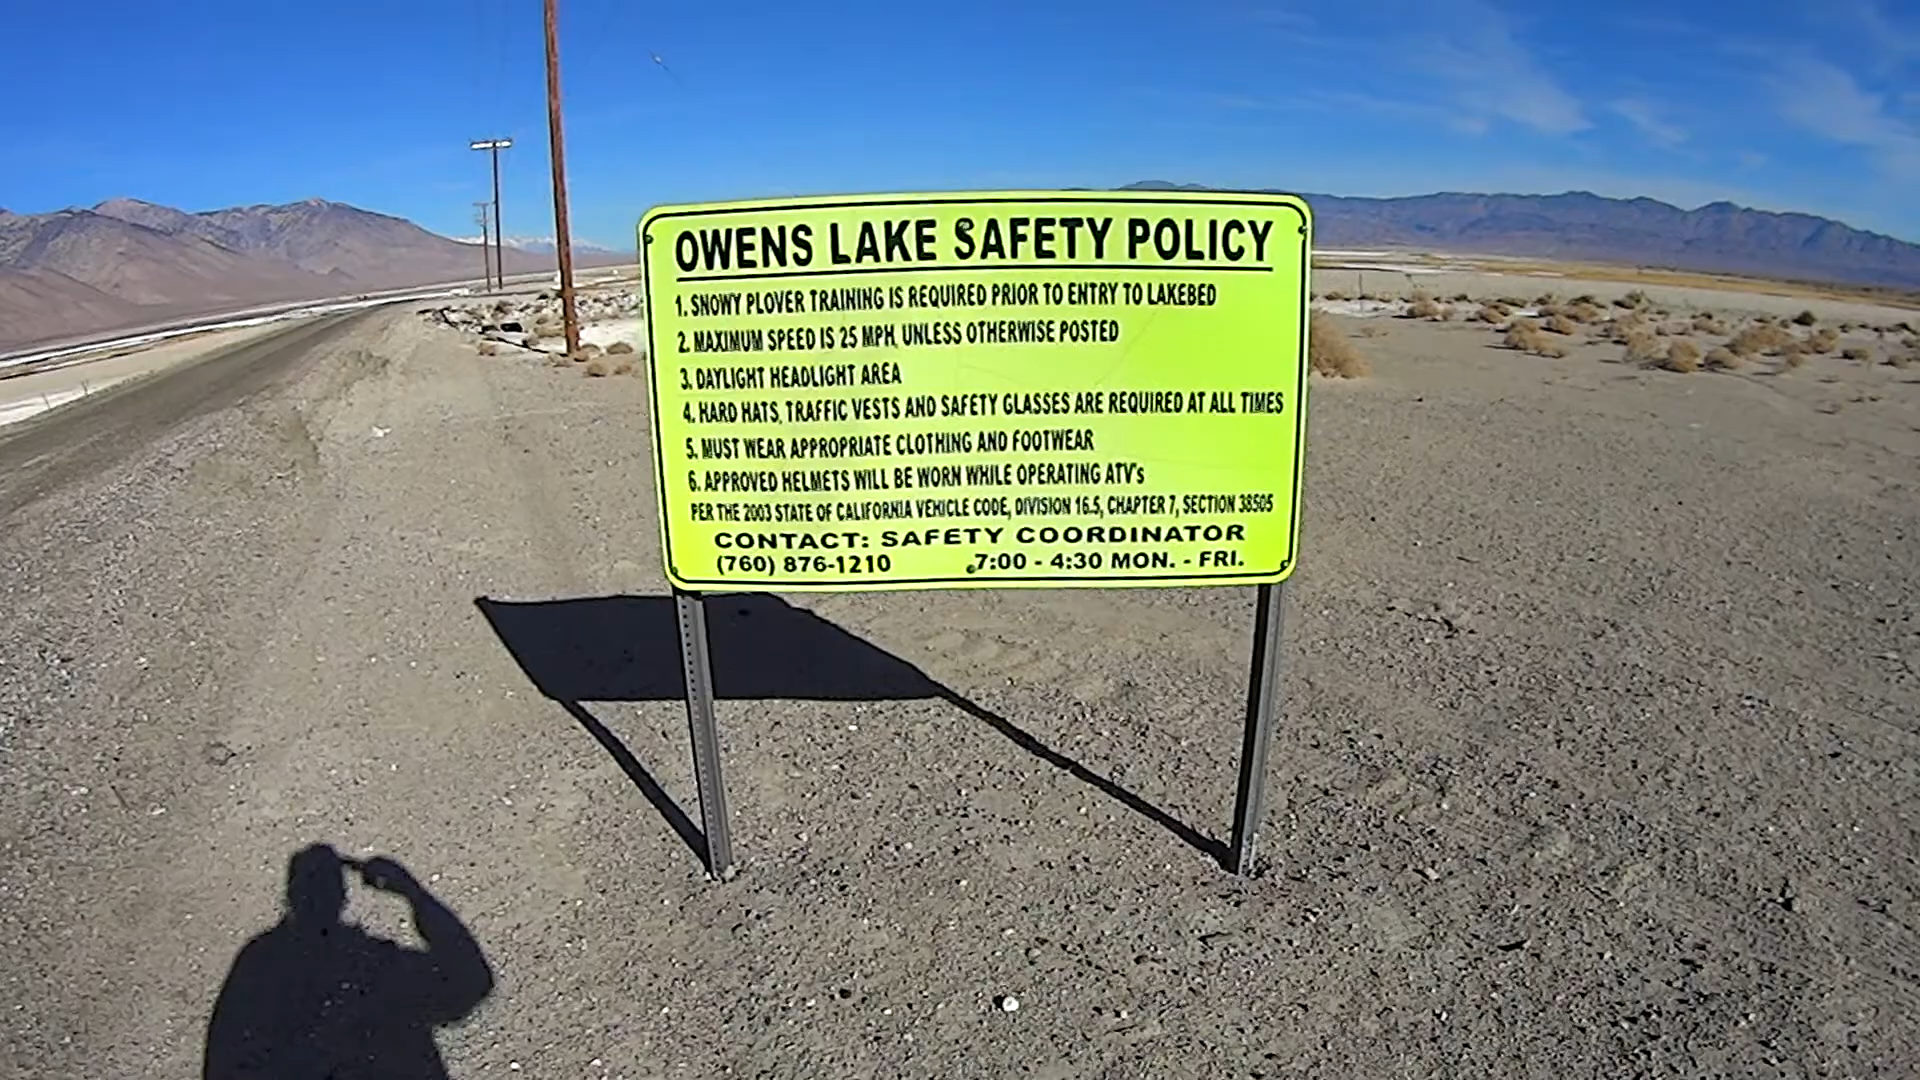 OWENS LAKE SAFETY POLICY
1. SNOWY PLOVER TRAINING IS REQUIRED PRIOR TO ENTRY TO LAKEBED
2. MAXIMUM SPEED IS 25 MPH, UNLESS OTHERWISE POSTED
3. DAYLIGHT HEADLIGHT AREA
4. HARD HATS, TRAFFIC VESTS AND SAFETY GLASSES ARE REQUIRED AT ALL TIMES
5. MUST WEAR APPROPRIATE CLOTHING AND FOOTWEAR
6. APPROVED HELMETS WILL BE WORN WHILE OPERATING ATV's
PER THE 2003 STATE OF CALIFORNIA VEHICLE CODE, DIVISION 16.5, CHAPTER 7, SECTION 38505
CONTACT: SAFETY COORDINATOR
(760) 876-1210 7:00 - 4:30 MON. - FRI.